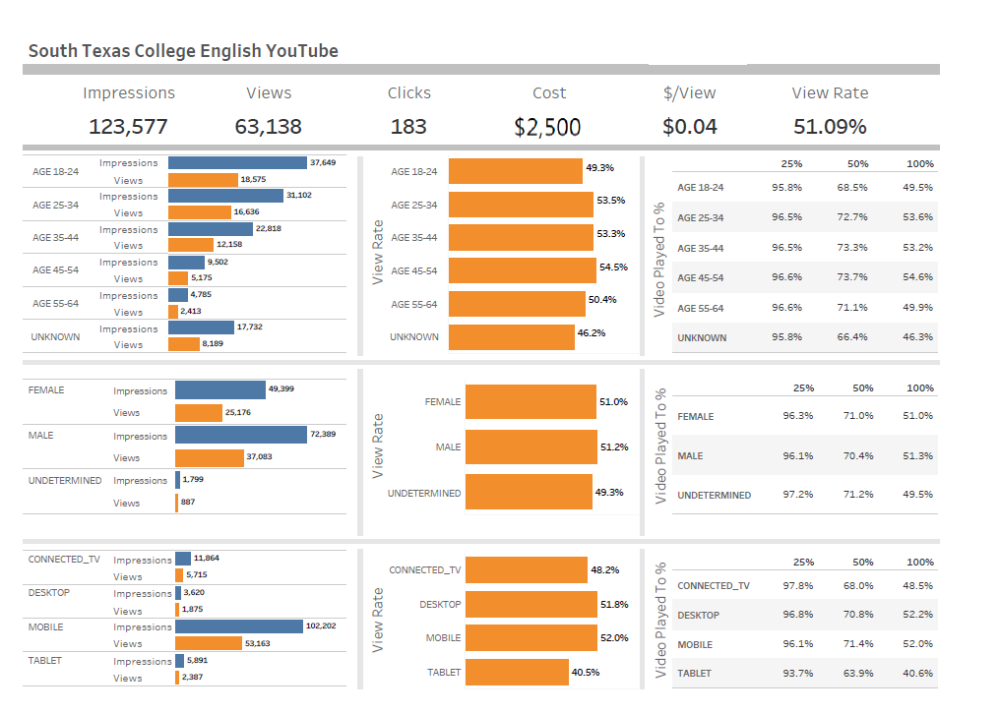 South Texas College English YouTube
Impressions Views Clicks Cost $/View View Rate
123,577 63,138 183 $2,500 $0.04 51.09%
AGE 18-24 Impressions 37,649
Views 18,575
AGE 25-34 Impressions 31,102
Views 16,636
AGE 35-44 Impressions 22,818
Views 12,158
AGE 45-54 Impressions 9,502
Views 5,175
AGE 55-64 Impressions 4,785
Views 2,413
UNKNOWN Impressions 17,732
Views 8,189
View Rate
AGE 18-24 49.3%
AGE 25-34 53.5%
AGE 35-44 53.3%
AGE 45-54 54.5%
AGE 55-64 50.4%
UNKNOWN 46.2%
Video Played To %
25% 50% 100%
AGE 18-24 95.8% 68.5% 49.5%
AGE 25-34 96.5% 72.7% 53.6%
AGE 35-44 96.5% 73.3% 53.2%
AGE 45-54 96.6% 73.7% 54.6%
AGE 55-64 96.6% 71.1% 49.9%
UNKNOWN 95.8% 66.4% 46.3%
FEMALE Impressions 49,399
Views 25,176
MALE Impressions 72,389
Views 37,083
UNDETERMINED Impressions 1,799
Views 887
View Rate
FEMALE 51.0%
MALE 51.2%
UNDETERMINED 49.3%
Video Played To %
25% 50% 100%
FEMALE 96.3% 71.0% 51.0%
MALE 96.1% 70.4% 51.3%
UNDETERMINED 97.2% 71.2% 49.5%
CONNECTED_TV Impressions 11,864
Views 5,715
DESKTOP Impressions 3,620
Views 1,875
MOBILE Impressions 102,202
Views 53,163
TABLET Impressions 5,891
Views 2,387
View Rate
CONNECTED_TV 48.2%
DESKTOP 51.8%
MOBILE 52.0%
TABLET 40.5%
Video Played To %
25% 50% 100%
CONNECTED_TV 97.8% 68.0% 48.5%
DESKTOP 96.8% 70.8% 52.2%
MOBILE 96.1% 71.4% 52.0%
TABLET 93.7% 63.9% 40.6%